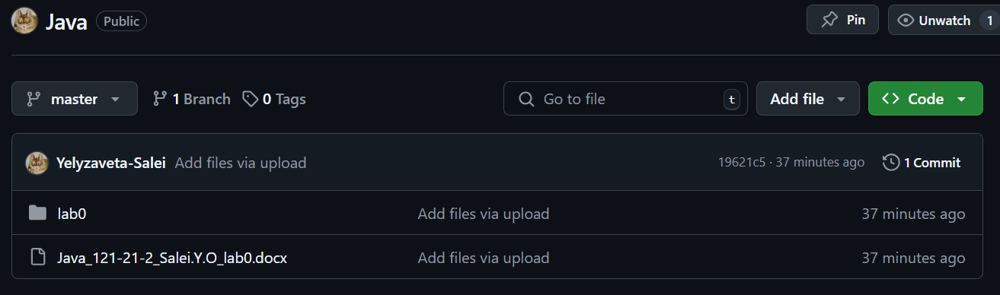 Java Public Pin Unwatch 1
master 1 Branch 0 Tags Go to file t Add file Code
Yelyzaveta-Salei Add files via upload 19621c5 · 37 minutes ago 1 Commit
lab0 Add files via upload 37 minutes ago
Java_121-21-2_Salei.Y.O_lab0.docx Add files via upload 37 minutes ago